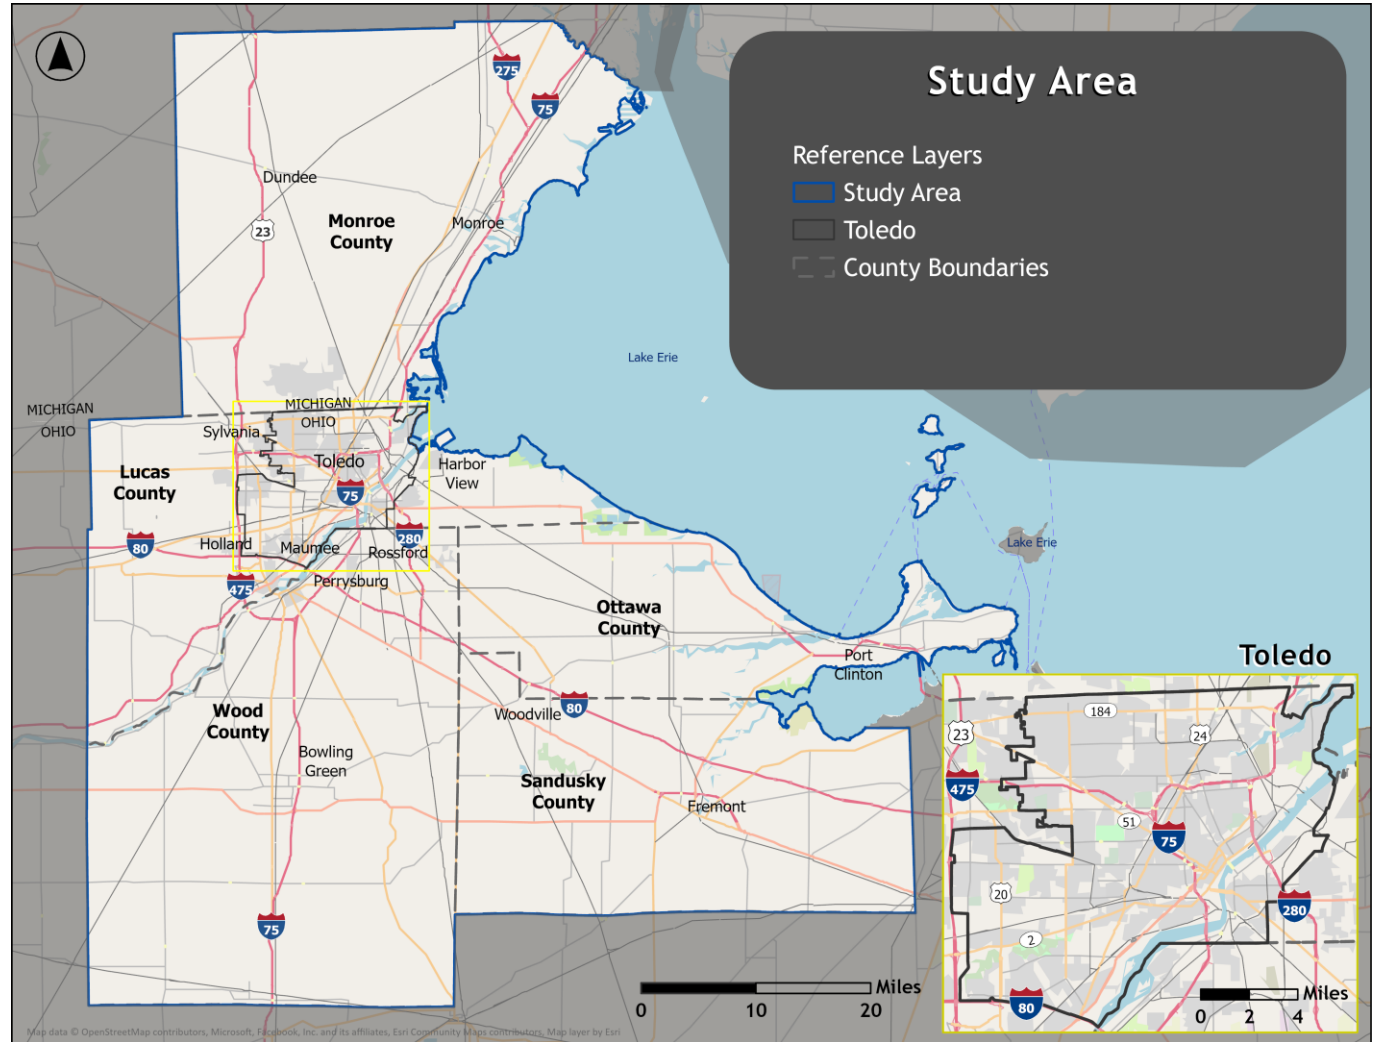 Study Area
Reference Layers
Study Area
Toledo
County Boundaries
275
75
Dundee
Monroe
County
23
Monroe
Lake Erie
MICHIGAN
OHIO
MICHIGAN
OHIO
Sylvania
Toledo
Harbor
View
Lucas
County
75
80
Holland
Maumee
280
Rossford
475
Perrysburg
Lake Erie
Ottawa
County
Port
Clinton
Wood
County
Woodville
80
Bowling
Green
Sandusky
County
Fremont
75
Toledo
184
23
24
475
51
75
20
280
2
80
Miles
0 2 4
Miles
0 10 20
Map data © OpenStreetMap contributors, Microsoft, Facebook, Inc. and its affiliates, Esri Community Maps contributors, Map layer by Esri